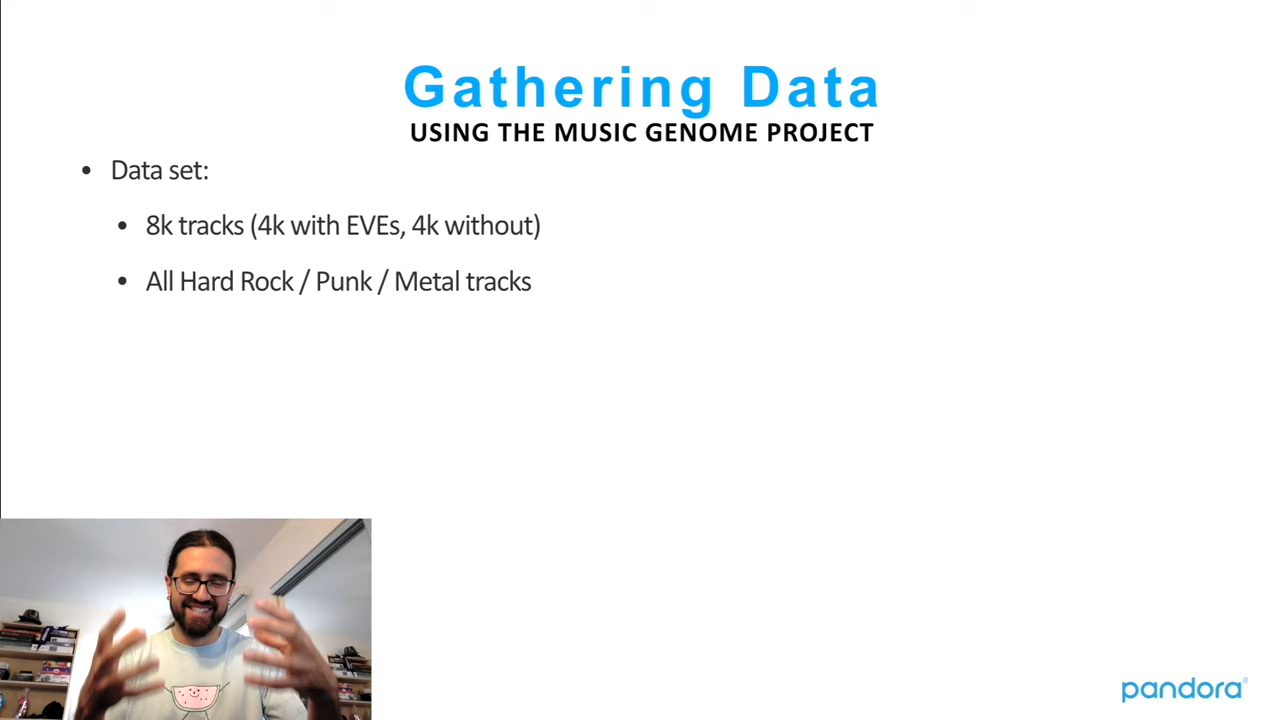 Gathering Data
USING THE MUSIC GENOME PROJECT
• Data set:
• 8k tracks (4k with EVEs, 4k without)
• All Hard Rock / Punk / Metal tracks
pandora®